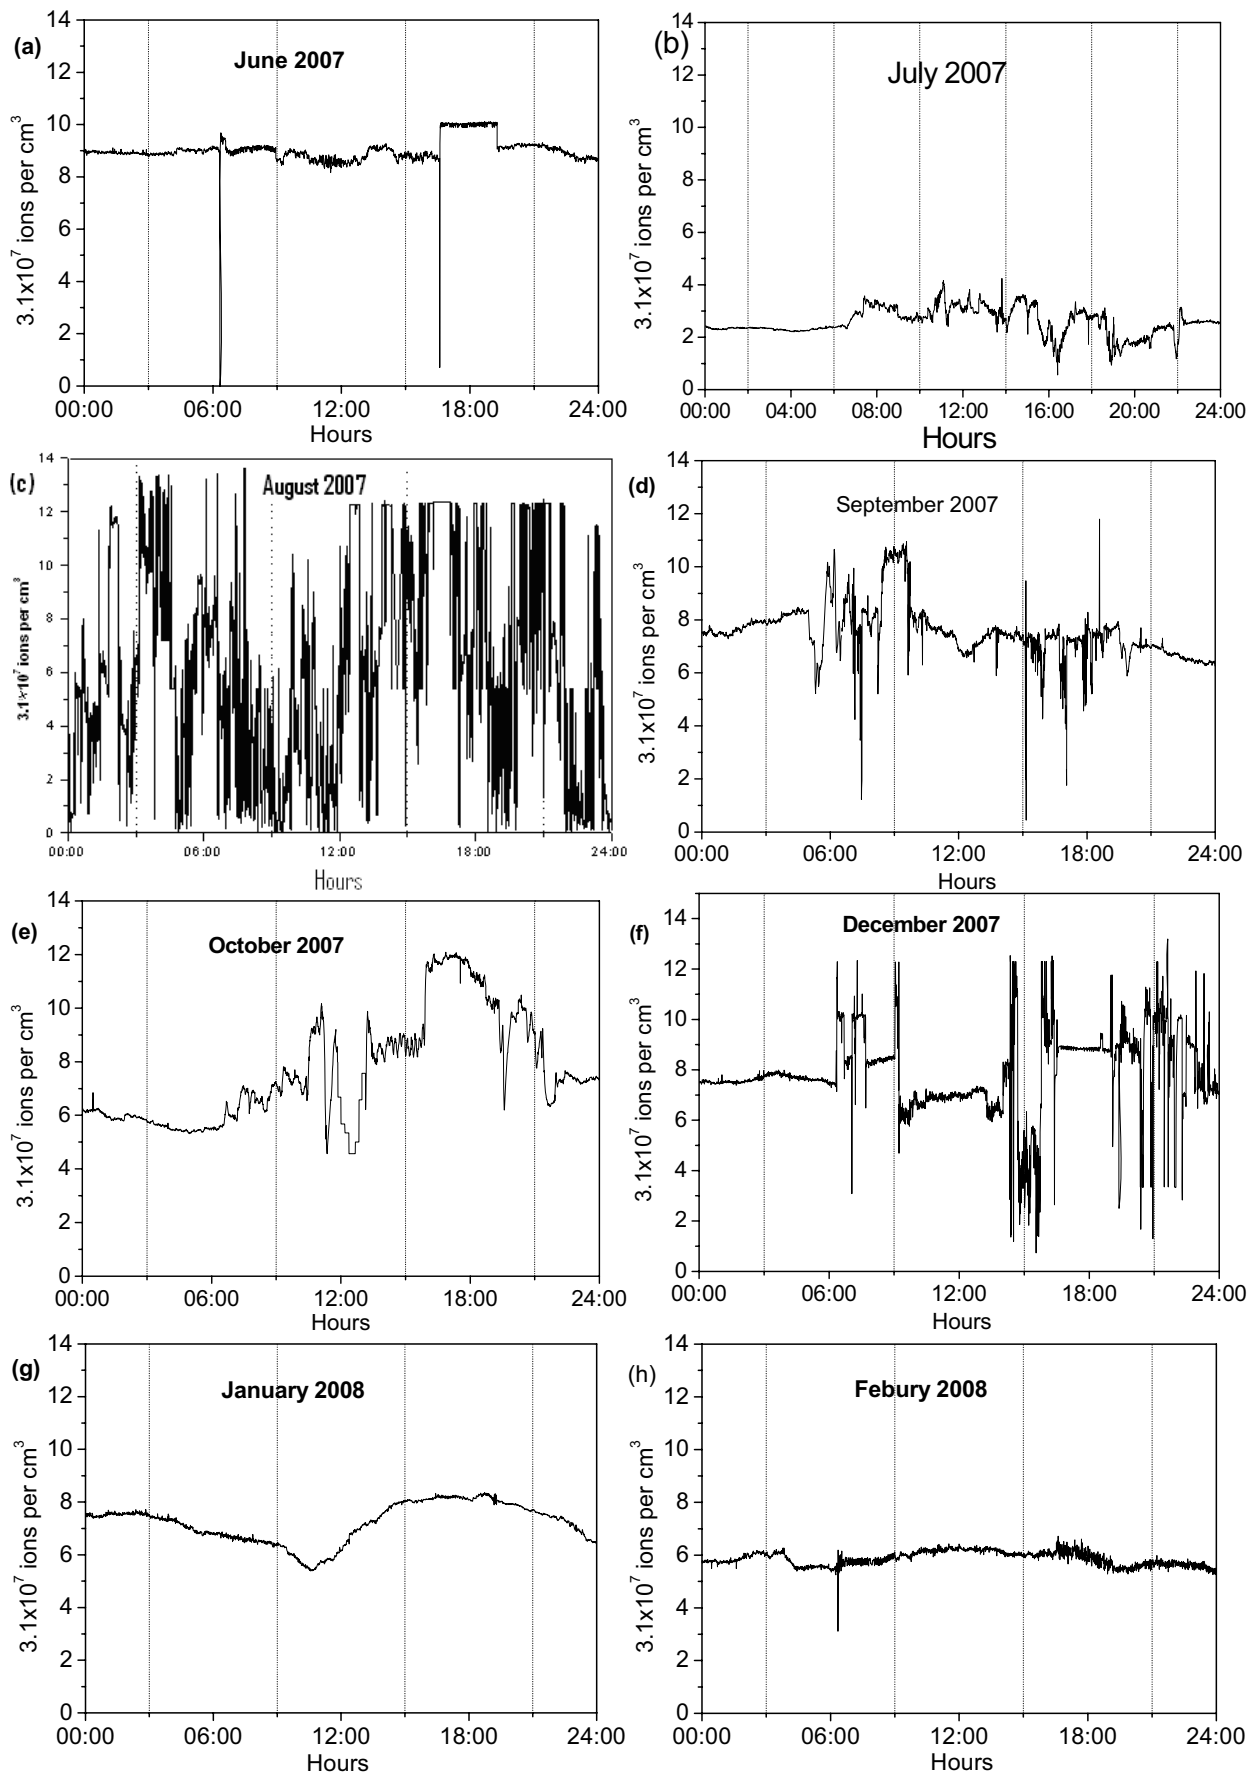 (a)
June 2007
3.1x10⁷ ions per cm³
14
12
10
8
6
4
2
0
00:00 06:00 12:00 18:00 24:00
Hours
(b)
July 2007
3.1x10⁷ ions per cm³
14
12
10
8
6
4
2
0
00:00 04:00 08:00 12:00 16:00 20:00 24:00
Hours
(c)
August 2007
3.1×10⁷ ions per cm³
14
12
10
8
6
4
2
0
00:00 06:00 12:00 18:00 24:00
Hours
(d)
September 2007
3.1x10⁷ ions per cm³
14
12
10
8
6
4
2
0
00:00 06:00 12:00 18:00 24:00
Hours
(e)
October 2007
3.1x10⁷ ions per cm³
14
12
10
8
6
4
2
0
00:00 06:00 12:00 18:00 24:00
Hours
(f)
December 2007
3.1x10⁷ ions per cm³
14
12
10
8
6
4
2
0
00:00 06:00 12:00 18:00 24:00
Hours
(g)
January 2008
3.1x10⁷ ions per cm³
14
12
10
8
6
4
2
0
00:00 06:00 12:00 18:00 24:00
Hours
(h)
Febury 2008
3.1x10⁷ ions per cm³
14
12
10
8
6
4
2
0
00:00 06:00 12:00 18:00 24:00
Hours